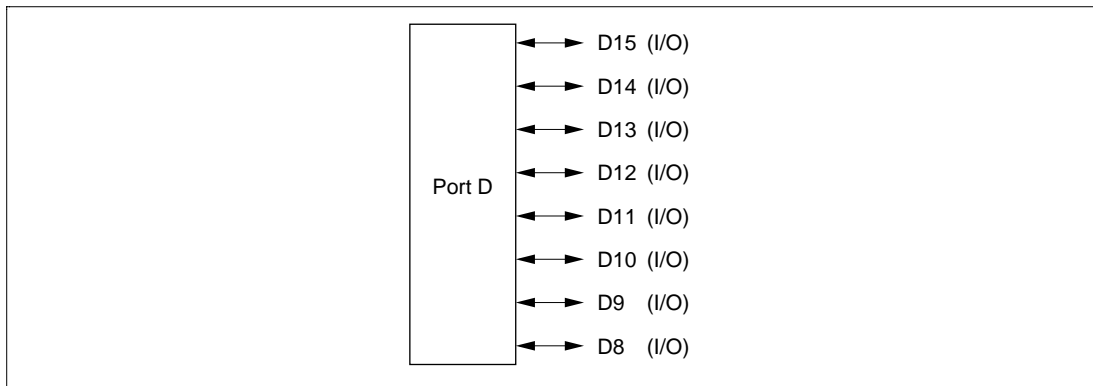 D15 (I/O)
D14 (I/O)
D13 (I/O)
D12 (I/O)
Port D
D11 (I/O)
D10 (I/O)
D9 (I/O)
D8 (I/O)